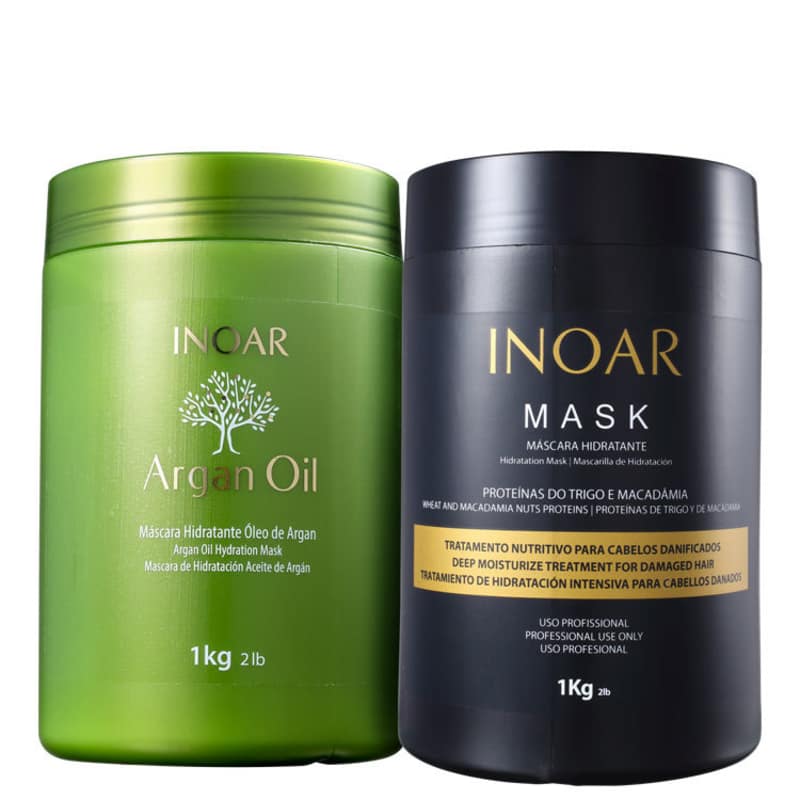 INOAR
Argan Oil
Máscara Hidratante Óleo de Argan
Argan Oil Hydration Mask
Mascara de Hidratación Aceite de Argán
1kg 2lb
INOAR
MASK
MÁSCARA HIDRATANTE
Hidratation Mask | Mascarilla de Hidratación
PROTEÍNAS DO TRIGO E MACADÂMIA
WHEAT AND MACADAMIA NUTS PROTEINS | PROTEÍNAS DE TRIGO Y DE MACADAMIA
TRATAMENTO NUTRITIVO PARA CABELOS DANIFICADOS
DEEP MOISTURIZE TREATMENT FOR DAMAGED HAIR
TRATAMIENTO DE HIDRATACIÓN INTENSIVA PARA CABELLOS DAÑADOS
USO PROFISSIONAL
PROFESSIONAL USE ONLY
USO PROFESIONAL
1Kg 2lb